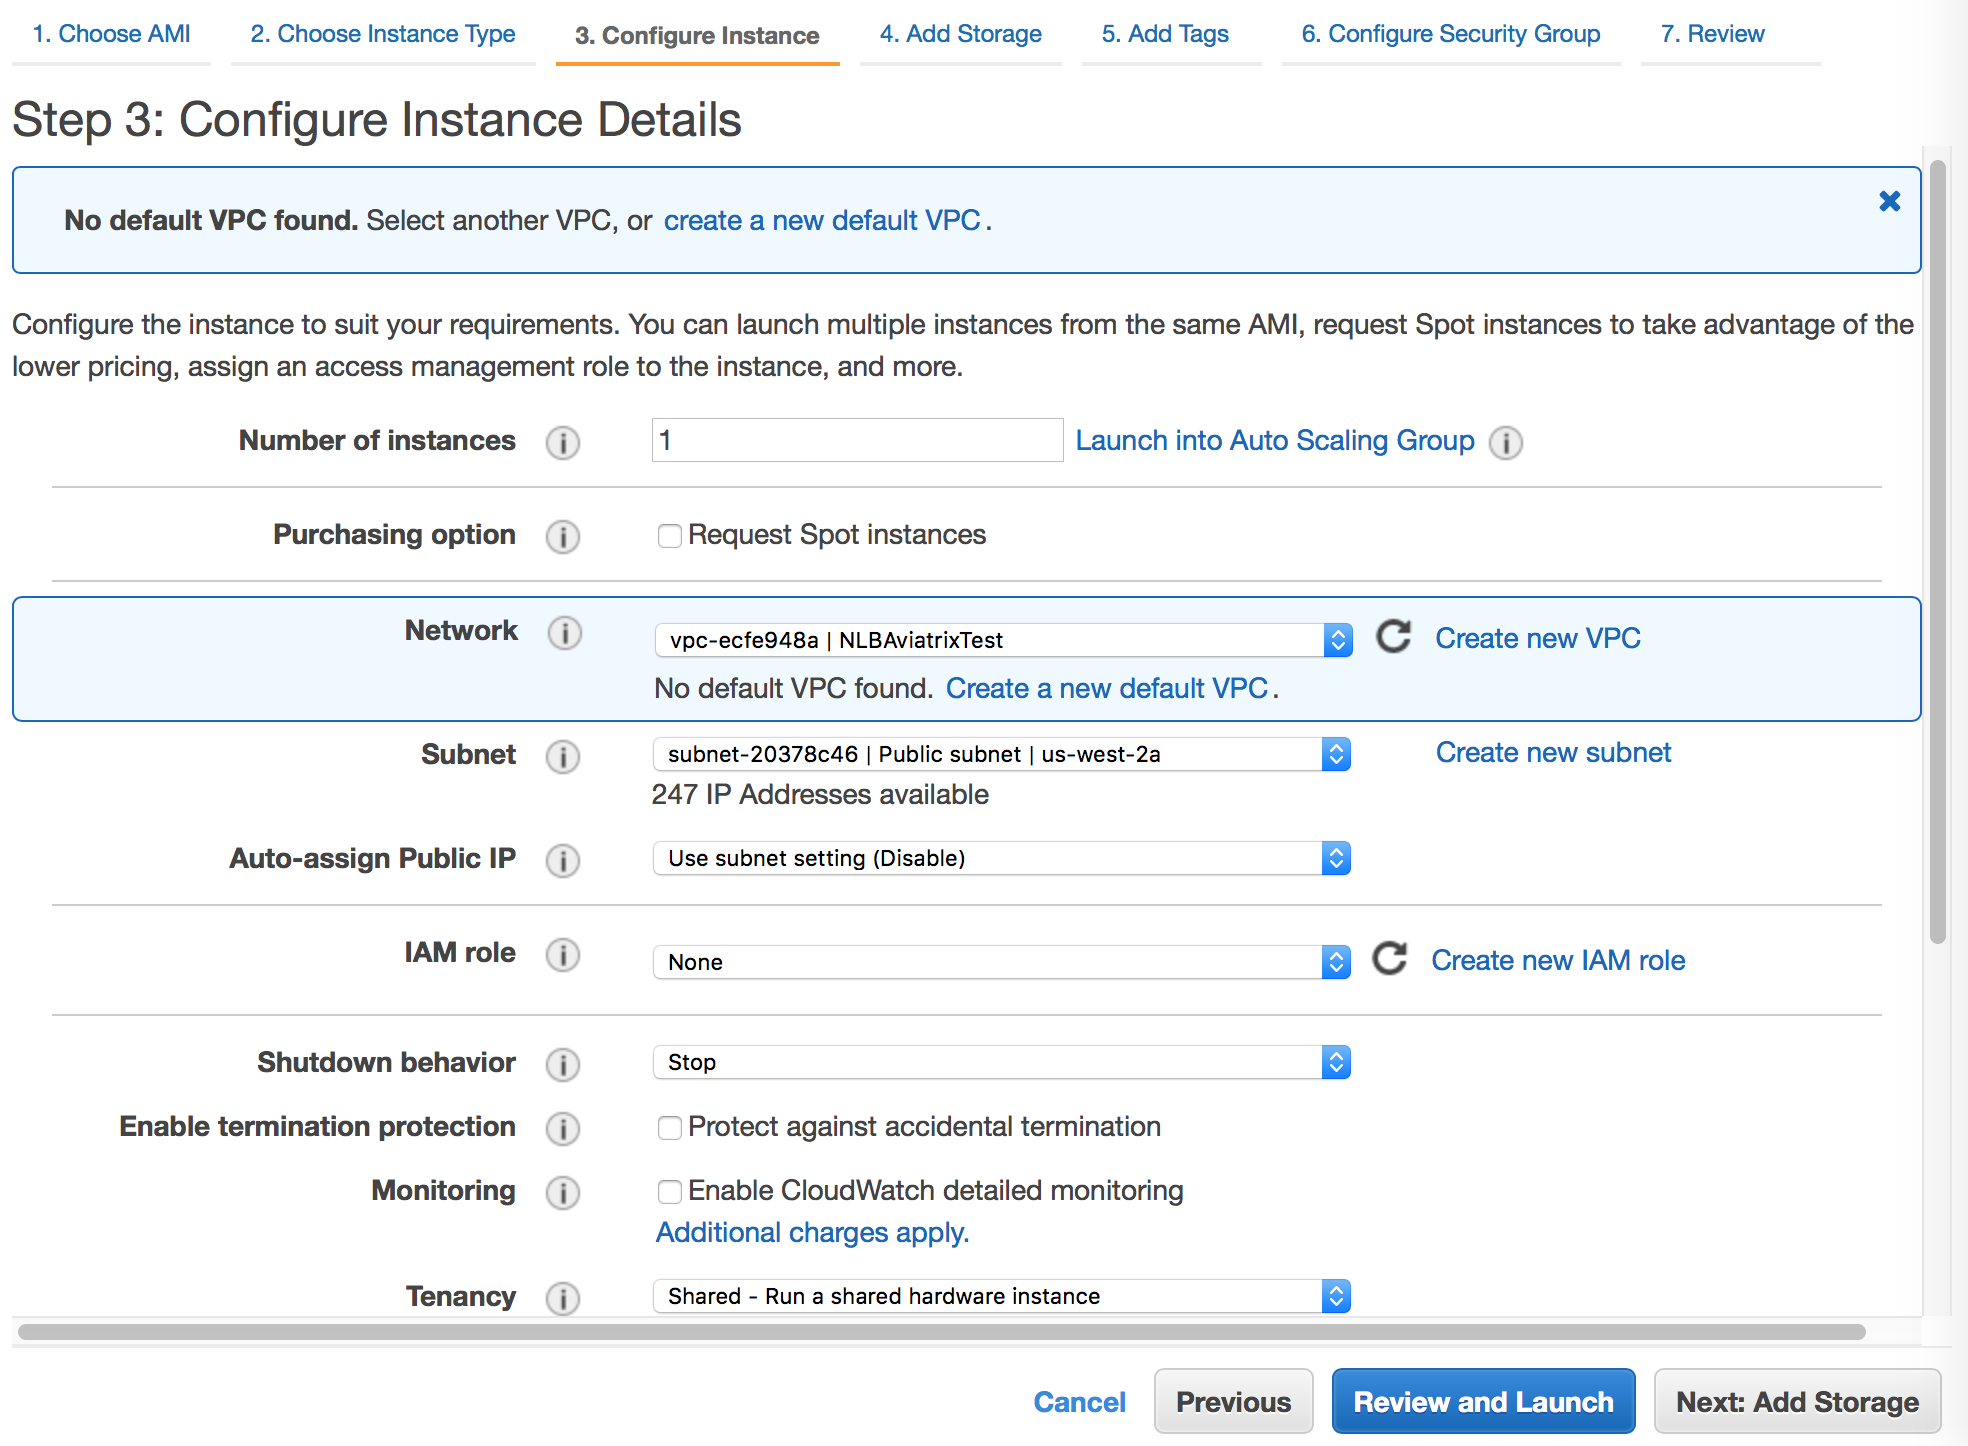 1. Choose AMI 2. Choose Instance Type 3. Configure Instance 4. Add Storage 5. Add Tags 6. Configure Security Group 7. Review
Step 3: Configure Instance Details
No default VPC found. Select another VPC, or create a new default VPC.
Configure the instance to suit your requirements. You can launch multiple instances from the same AMI, request Spot instances to take advantage of the
lower pricing, assign an access management role to the instance, and more.
Number of instances i 1 Launch into Auto Scaling Group i
Purchasing option i Request Spot instances
Network i vpc-ecfe948a | NLBAviatrixTest Create new VPC
No default VPC found. Create a new default VPC.
Subnet i subnet-20378c46 | Public subnet | us-west-2a Create new subnet
247 IP Addresses available
Auto-assign Public IP i Use subnet setting (Disable)
IAM role i None Create new IAM role
Shutdown behavior i Stop
Enable termination protection i Protect against accidental termination
Monitoring i Enable CloudWatch detailed monitoring
Additional charges apply.
Tenancy i Shared - Run a shared hardware instance
Cancel Previous Review and Launch Next: Add Storage